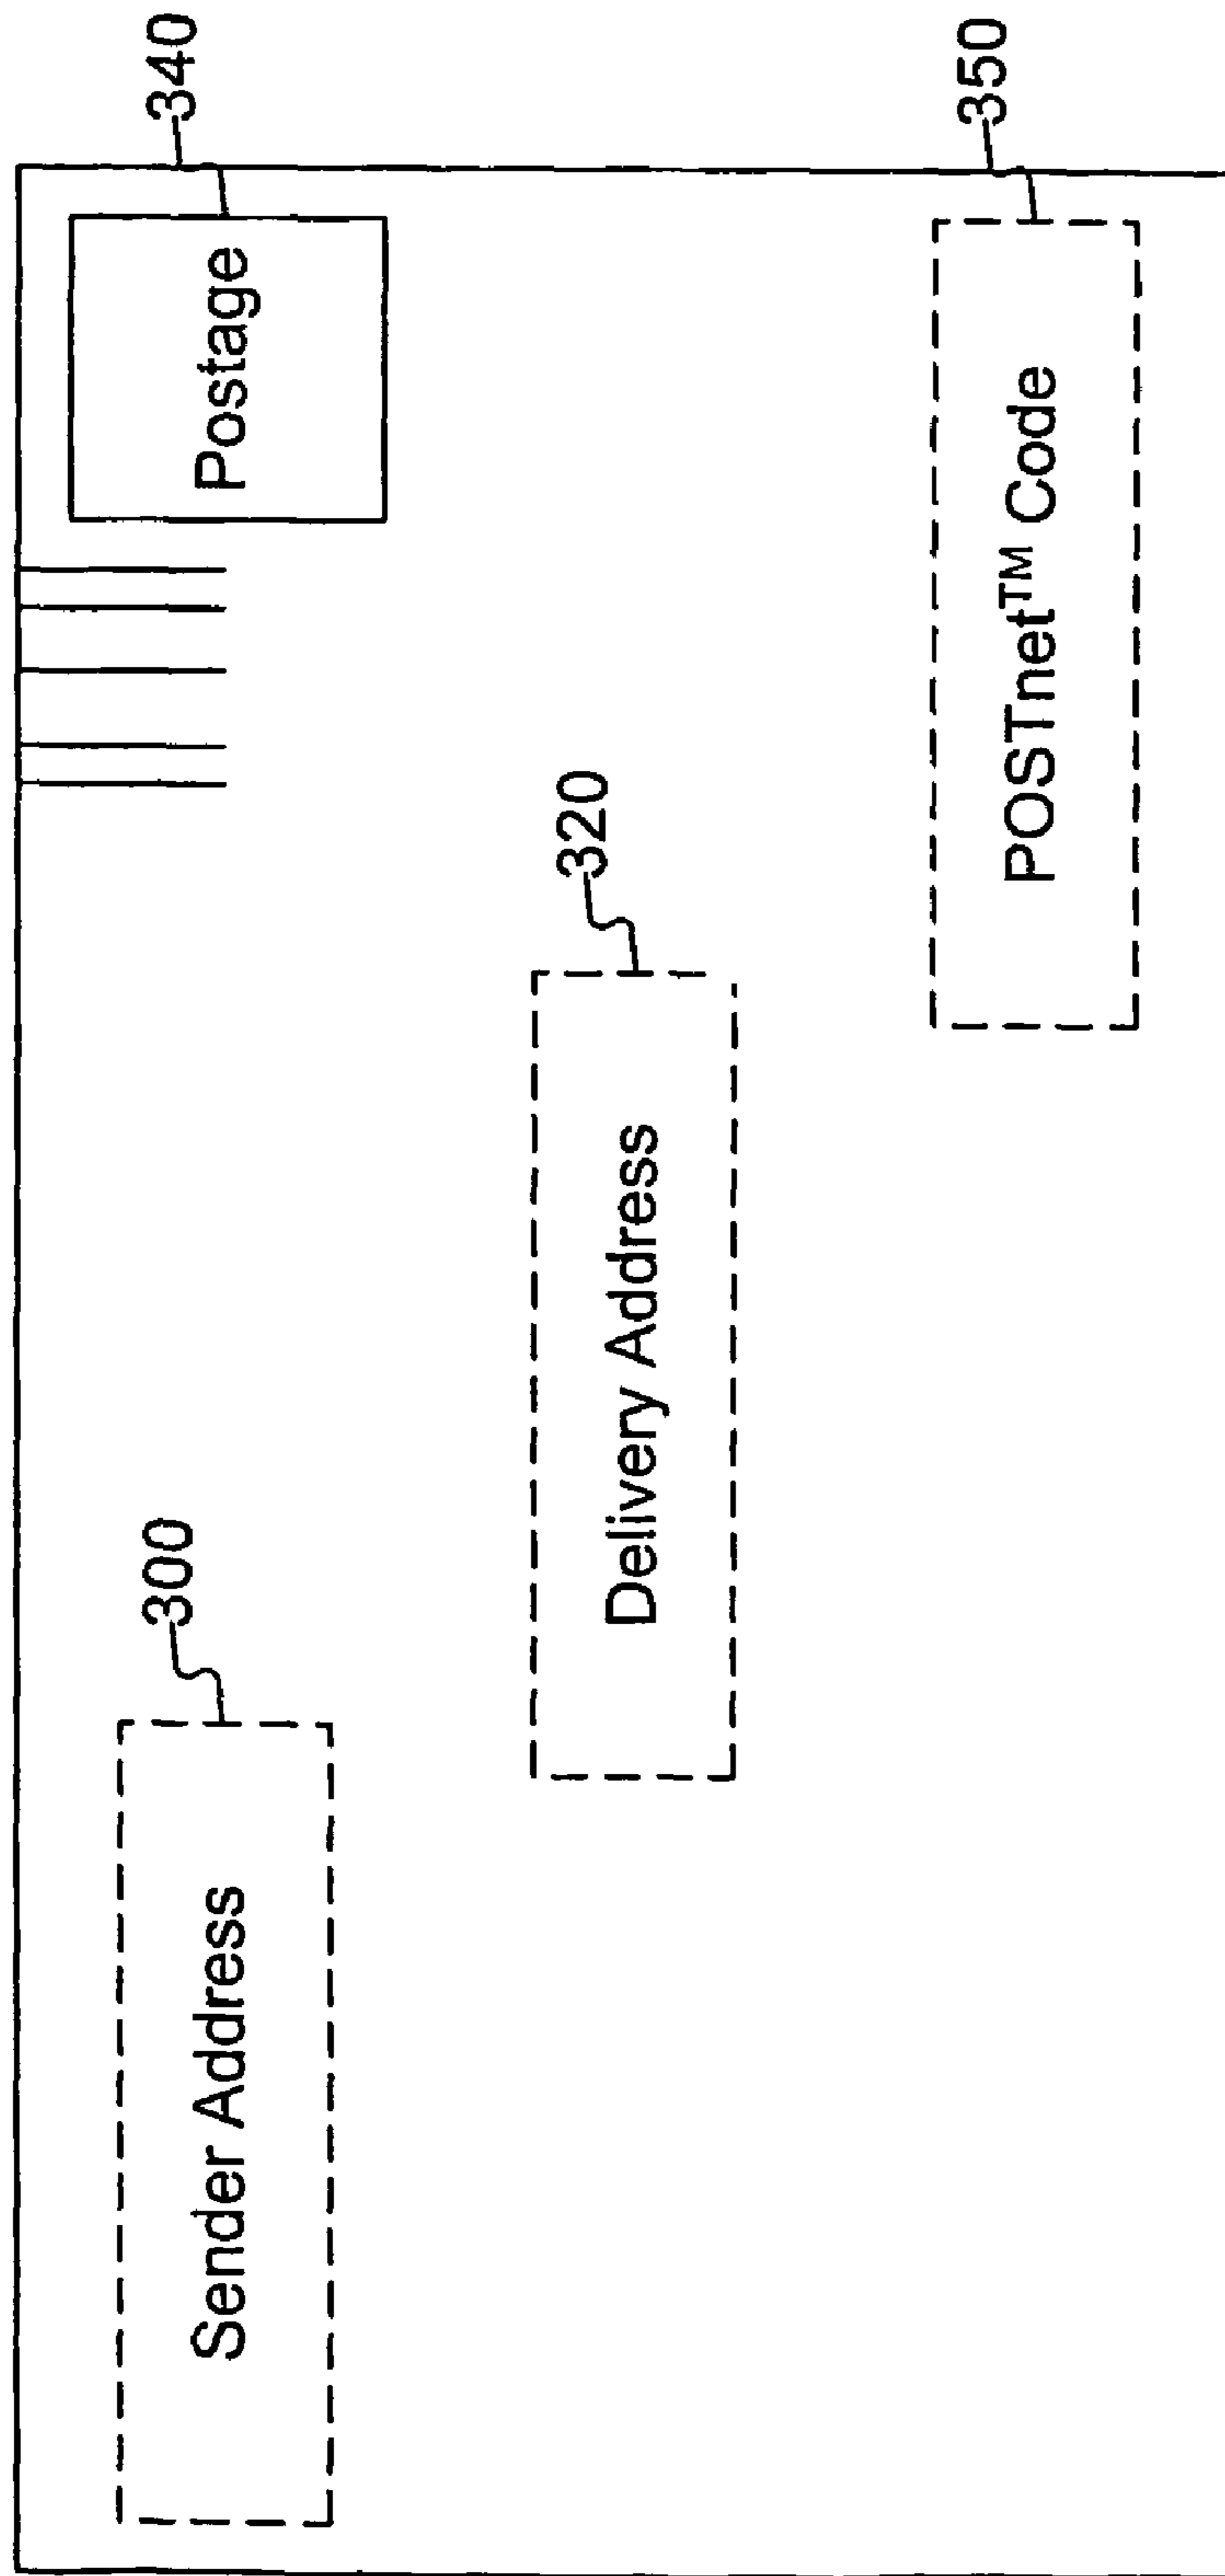 300
Sender Address
340
Postage
320
Delivery Address
350
POSTnet™ Code